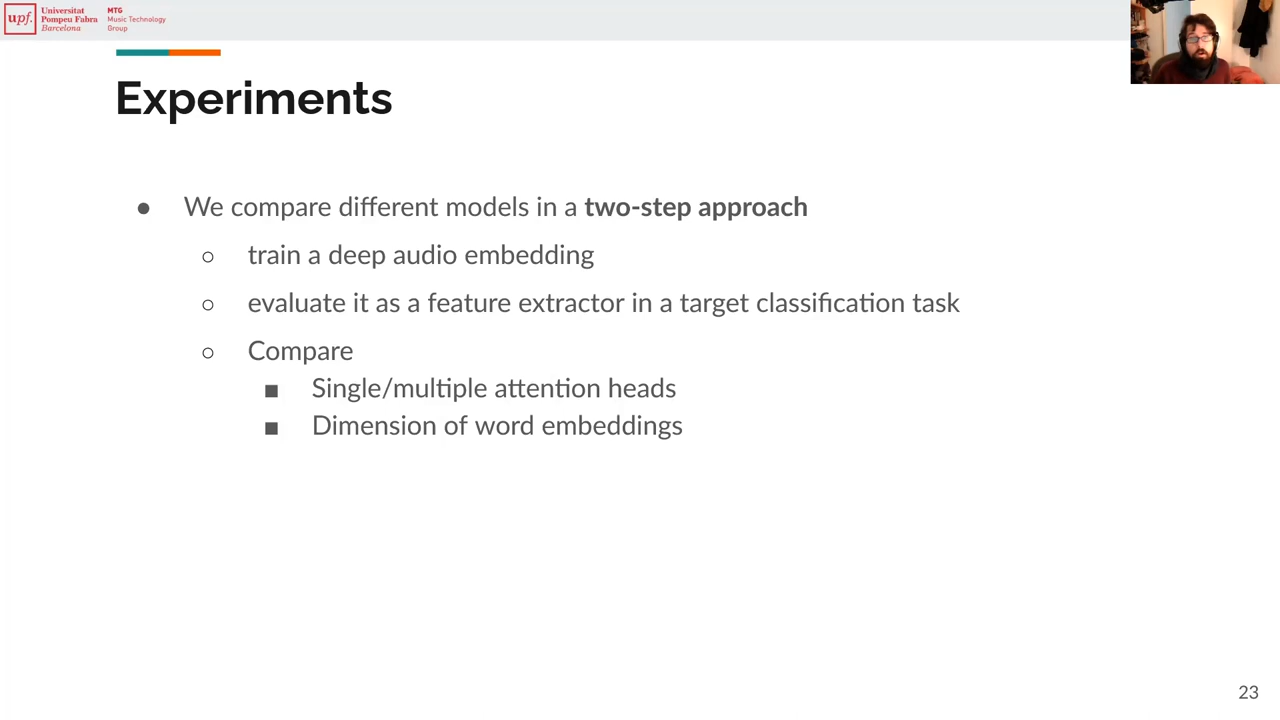 upf.
Universitat
Pompeu Fabra
Barcelona
MTG
Music Technology
Group
Experiments
● We compare different models in a two-step approach
○ train a deep audio embedding
○ evaluate it as a feature extractor in a target classification task
○ Compare
■ Single/multiple attention heads
■ Dimension of word embeddings
23